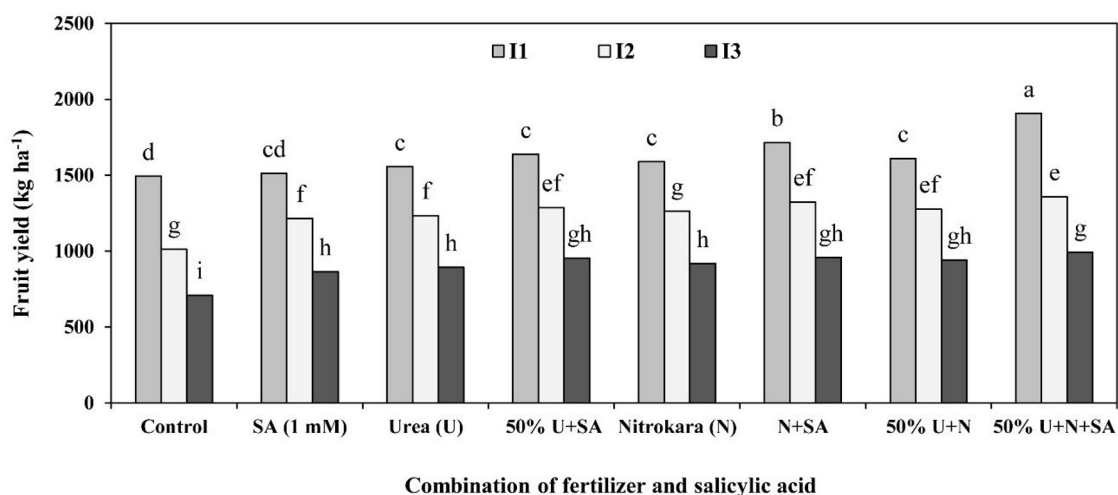 Fruit yield (kg ha⁻¹)
2500
2000
1500
1000
500
0
I1 I2 I3
d g i
cd f h
c f h
c ef gh
c g h
b ef gh
c ef gh
a e g
Control SA (1 mM) Urea (U) 50% U+SA Nitrokara (N) N+SA 50% U+N 50% U+N+SA
Combination of fertilizer and salicylic acid